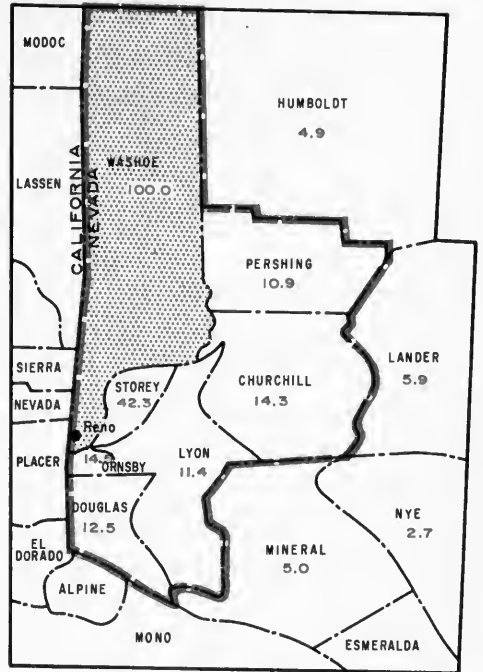 MODOC
HUMBOLDT
4.9
WASHOE
100.0
LASSEN
CALIFORNIA
NEVADA
PERSHING
10.9
SIERRA
LANDER
5.9
STOREY
42.3
CHURCHILL
14.3
NEVADA
Reno
PLACER
ORNSBY
LYON
11.4
DOUGLAS
12.5
NYE
2.7
EL
DORADO
MINERAL
5.0
ALPINE
MONO
ESMERALDA